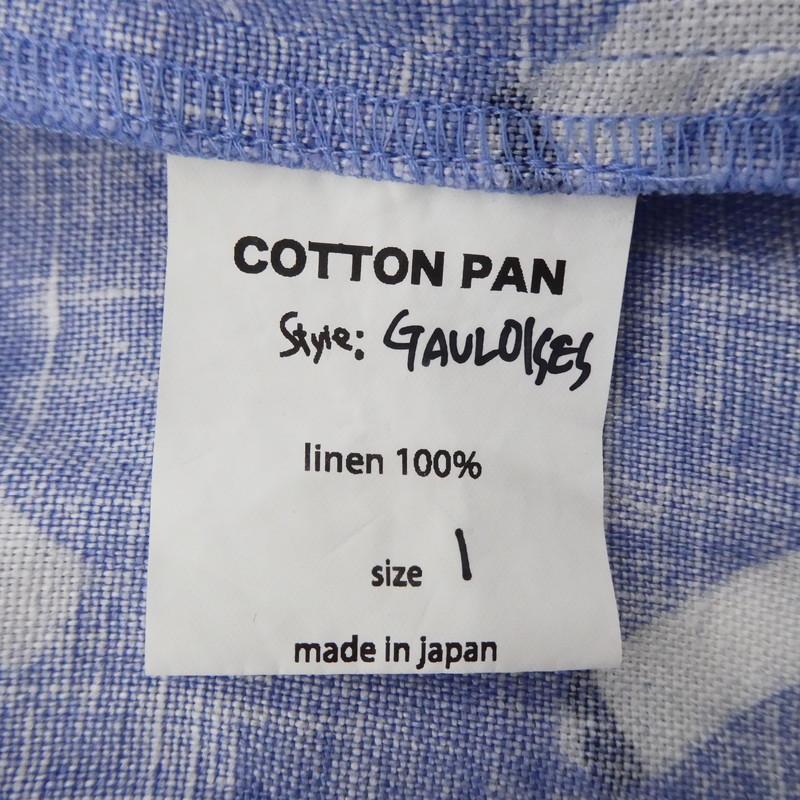 COTTON PAN
Style: GAULOISES
linen 100%
size 1
made in japan